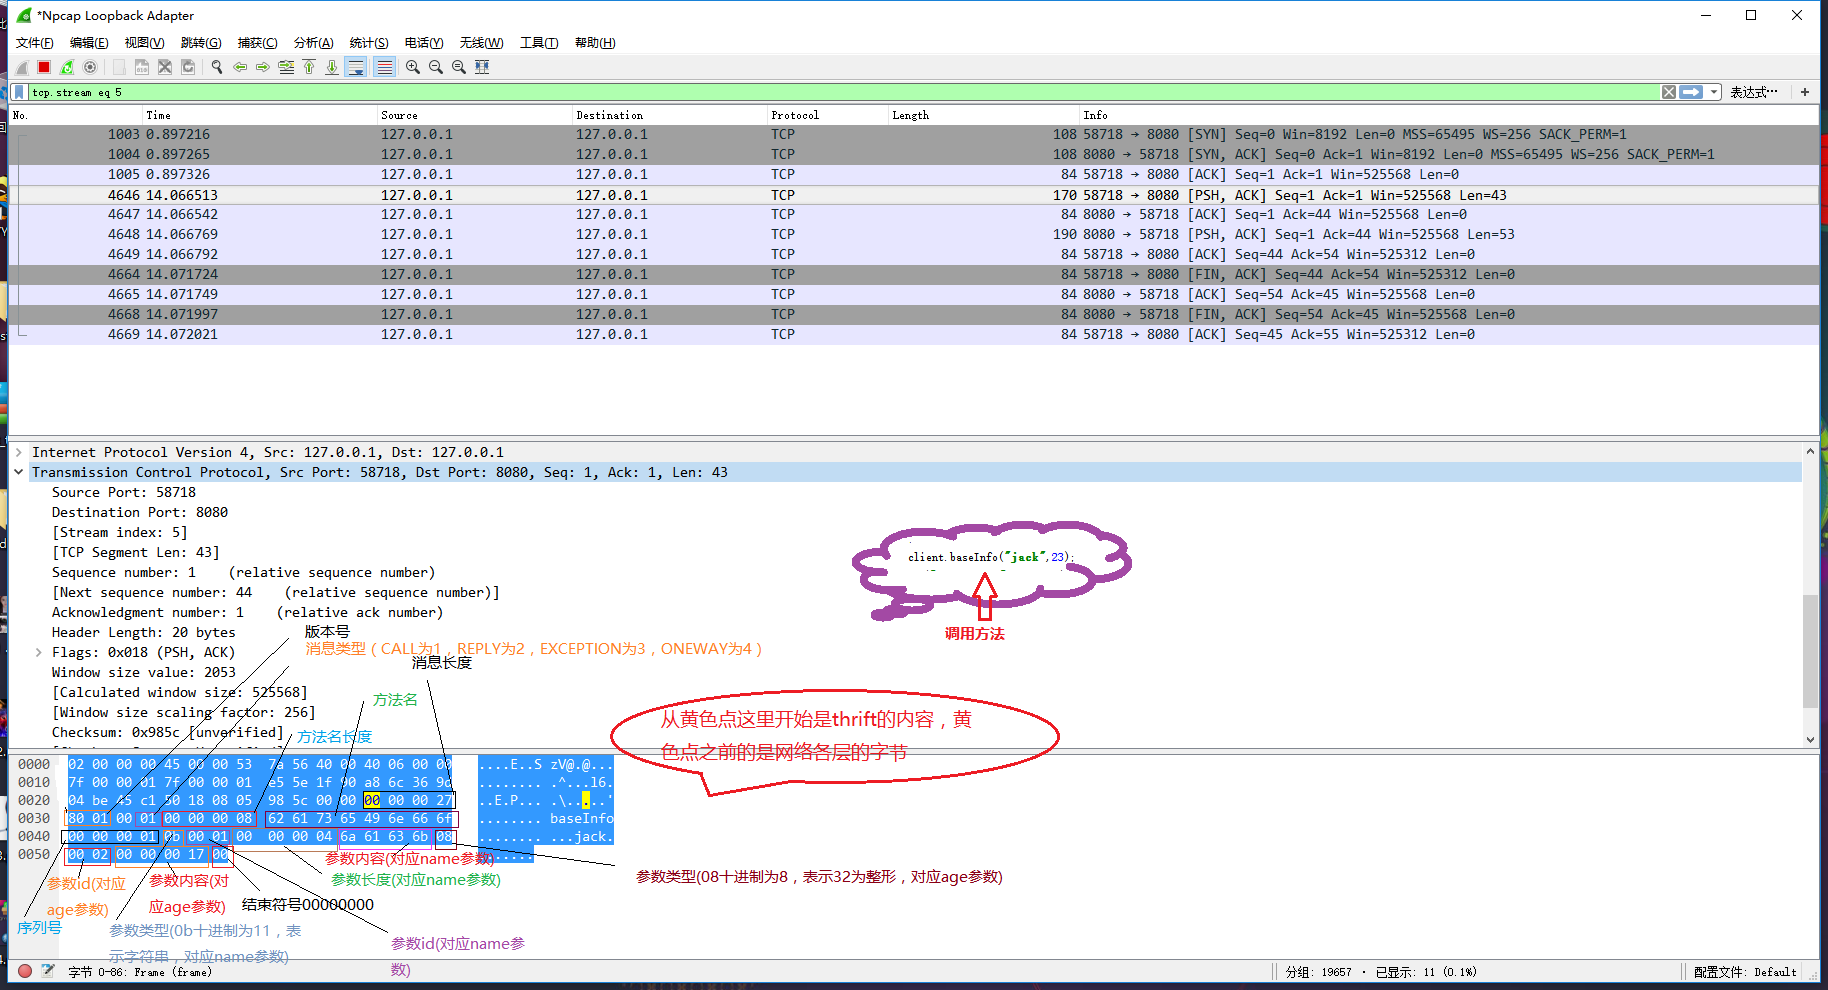 *Npcap Loopback Adapter
文件(F) 编辑(E) 视图(V) 跳转(G) 捕获(C) 分析(A) 统计(S) 电话(Y) 无线(W) 工具(T) 帮助(H)
tcp.stream eq 5 表达式… +
No. Time Source Destination Protocol Length Info
1003 0.897216 127.0.0.1 127.0.0.1 TCP 108 58718 → 8080 [SYN] Seq=0 Win=8192 Len=0 MSS=65495 WS=256 SACK_PERM=1
1004 0.897265 127.0.0.1 127.0.0.1 TCP 108 8080 → 58718 [SYN, ACK] Seq=0 Ack=1 Win=8192 Len=0 MSS=65495 WS=256 SACK_PERM=1
1005 0.897326 127.0.0.1 127.0.0.1 TCP 84 58718 → 8080 [ACK] Seq=1 Ack=1 Win=525568 Len=0
4646 14.066513 127.0.0.1 127.0.0.1 TCP 170 58718 → 8080 [PSH, ACK] Seq=1 Ack=1 Win=525568 Len=43
4647 14.066542 127.0.0.1 127.0.0.1 TCP 84 8080 → 58718 [ACK] Seq=1 Ack=44 Win=525568 Len=0
4648 14.066769 127.0.0.1 127.0.0.1 TCP 190 8080 → 58718 [PSH, ACK] Seq=1 Ack=44 Win=525568 Len=53
4649 14.066792 127.0.0.1 127.0.0.1 TCP 84 58718 → 8080 [ACK] Seq=44 Ack=54 Win=525312 Len=0
4664 14.071724 127.0.0.1 127.0.0.1 TCP 84 58718 → 8080 [FIN, ACK] Seq=44 Ack=54 Win=525312 Len=0
4665 14.071749 127.0.0.1 127.0.0.1 TCP 84 8080 → 58718 [ACK] Seq=54 Ack=45 Win=525568 Len=0
4668 14.071997 127.0.0.1 127.0.0.1 TCP 84 8080 → 58718 [FIN, ACK] Seq=54 Ack=45 Win=525568 Len=0
4669 14.072021 127.0.0.1 127.0.0.1 TCP 84 58718 → 8080 [ACK] Seq=45 Ack=55 Win=525312 Len=0
Internet Protocol Version 4, Src: 127.0.0.1, Dst: 127.0.0.1
Transmission Control Protocol, Src Port: 58718, Dst Port: 8080, Seq: 1, Ack: 1, Len: 43
Source Port: 58718
Destination Port: 8080
[Stream index: 5]
[TCP Segment Len: 43]
Sequence number: 1 (relative sequence number)
[Next sequence number: 44 (relative sequence number)]
Acknowledgment number: 1 (relative ack number)
Header Length: 20 bytes
Flags: 0x018 (PSH, ACK)
Window size value: 2053
[Calculated window size: 525568]
[Window size scaling factor: 256]
Checksum: 0x985c [unverified]
client.baseInfo("jack",23);
调用方法
版本号
消息类型（CALL为1，REPLY为2，EXCEPTION为3，ONEWAY为4）
消息长度
方法名
方法名长度
从黄色点这里开始是thrift的内容，黄
色点之前的是网络各层的字节
0000 02 00 00 00 45 00 00 53 7a 56 40 00 40 06 00 00 ....E..S zV@.@...
0010 7f 00 00 01 7f 00 00 01 e5 5e 1f 90 a8 6c 36 9d ........ .^...l6.
0020 04 be 45 c1 50 18 08 05 98 5c 00 00 00 00 00 27 ..E.P... .\.....'
0030 80 01 00 01 00 00 00 08 62 61 73 65 49 6e 66 6f ........ baseInfo
0040 00 00 00 01 0b 00 01 00 00 00 04 6a 61 63 6b 08 ........ ...jack.
0050 00 02 00 00 00 17 00 .......
参数内容(对应name参数)
参数长度(对应name参数)
参数类型(08十进制为8，表示32为整形，对应age参数)
参数id(对应
age参数)
参数内容(对
应age参数)
结束符号00000000
序列号
参数类型(0b十进制为11，表
示字符串，对应name参数)
参数id(对应name参
数)
字节 0-86: Frame (frame) 分组: 19657 · 已显示: 11 (0.1%) 配置文件: Default